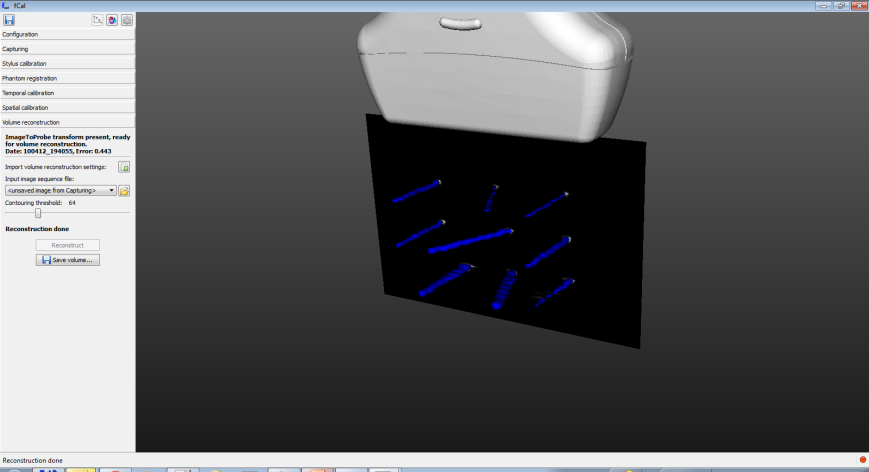 fCal
Configuration
Capturing
Stylus calibration
Phantom registration
Temporal calibration
Spatial calibration
Volume reconstruction
ImageToProbe transform present, ready
for volume reconstruction.
Date: 100412_194055, Error: 0.443
Import volume reconstruction settings:
Input image sequence file:
<unsaved image from Capturing>
Contouring threshold: 64
Reconstruction done
Reconstruct
Save volume...
Reconstruction done